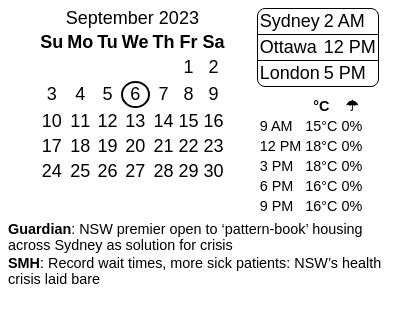 September 2023
Su Mo Tu We Th Fr Sa
1 2
3 4 5 6 7 8 9
10 11 12 13 14 15 16
17 18 19 20 21 22 23
24 25 26 27 28 29 30
Sydney 2 AM
Ottawa 12 PM
London 5 PM
°C ☂
9 AM 15°C 0%
12 PM 18°C 0%
3 PM 18°C 0%
6 PM 16°C 0%
9 PM 16°C 0%
Guardian: NSW premier open to ‘pattern-book’ housing
across Sydney as solution for crisis
SMH: Record wait times, more sick patients: NSW’s health
crisis laid bare